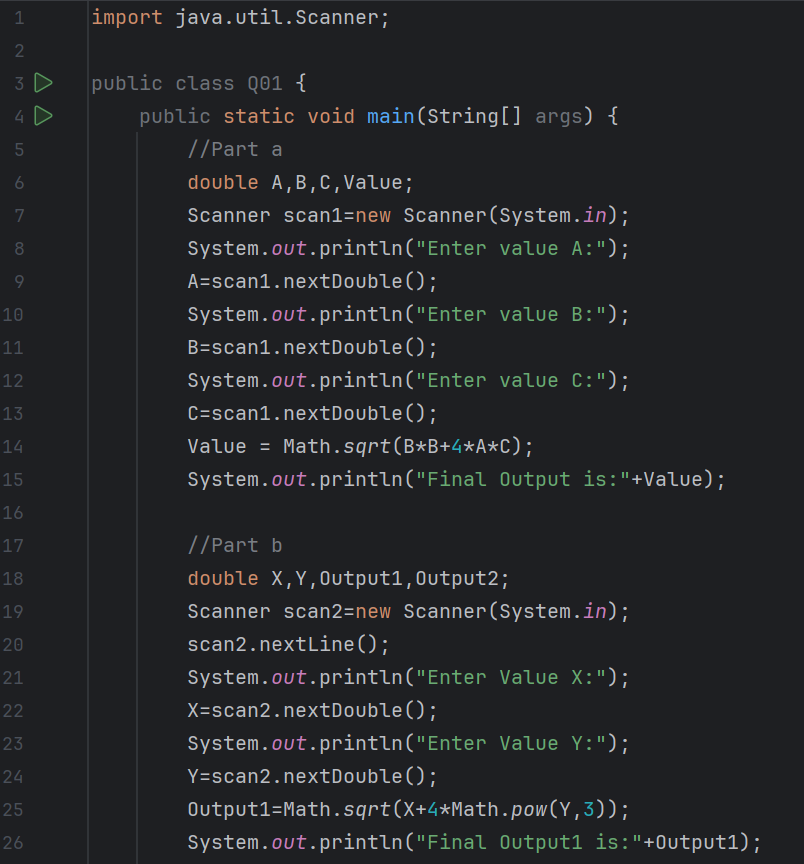 1 import java.util.Scanner;
2
3 public class Q01 {
4     public static void main(String[] args) {
5         //Part a
6         double A,B,C,Value;
7         Scanner scan1=new Scanner(System.in);
8         System.out.println("Enter value A:");
9         A=scan1.nextDouble();
10         System.out.println("Enter value B:");
11         B=scan1.nextDouble();
12         System.out.println("Enter value C:");
13         C=scan1.nextDouble();
14         Value = Math.sqrt(B*B+4*A*C);
15         System.out.println("Final Output is:"+Value);
16
17         //Part b
18         double X,Y,Output1,Output2;
19         Scanner scan2=new Scanner(System.in);
20         scan2.nextLine();
21         System.out.println("Enter Value X:");
22         X=scan2.nextDouble();
23         System.out.println("Enter Value Y:");
24         Y=scan2.nextDouble();
25         Output1=Math.sqrt(X+4*Math.pow(Y,3));
26         System.out.println("Final Output1 is:"+Output1);